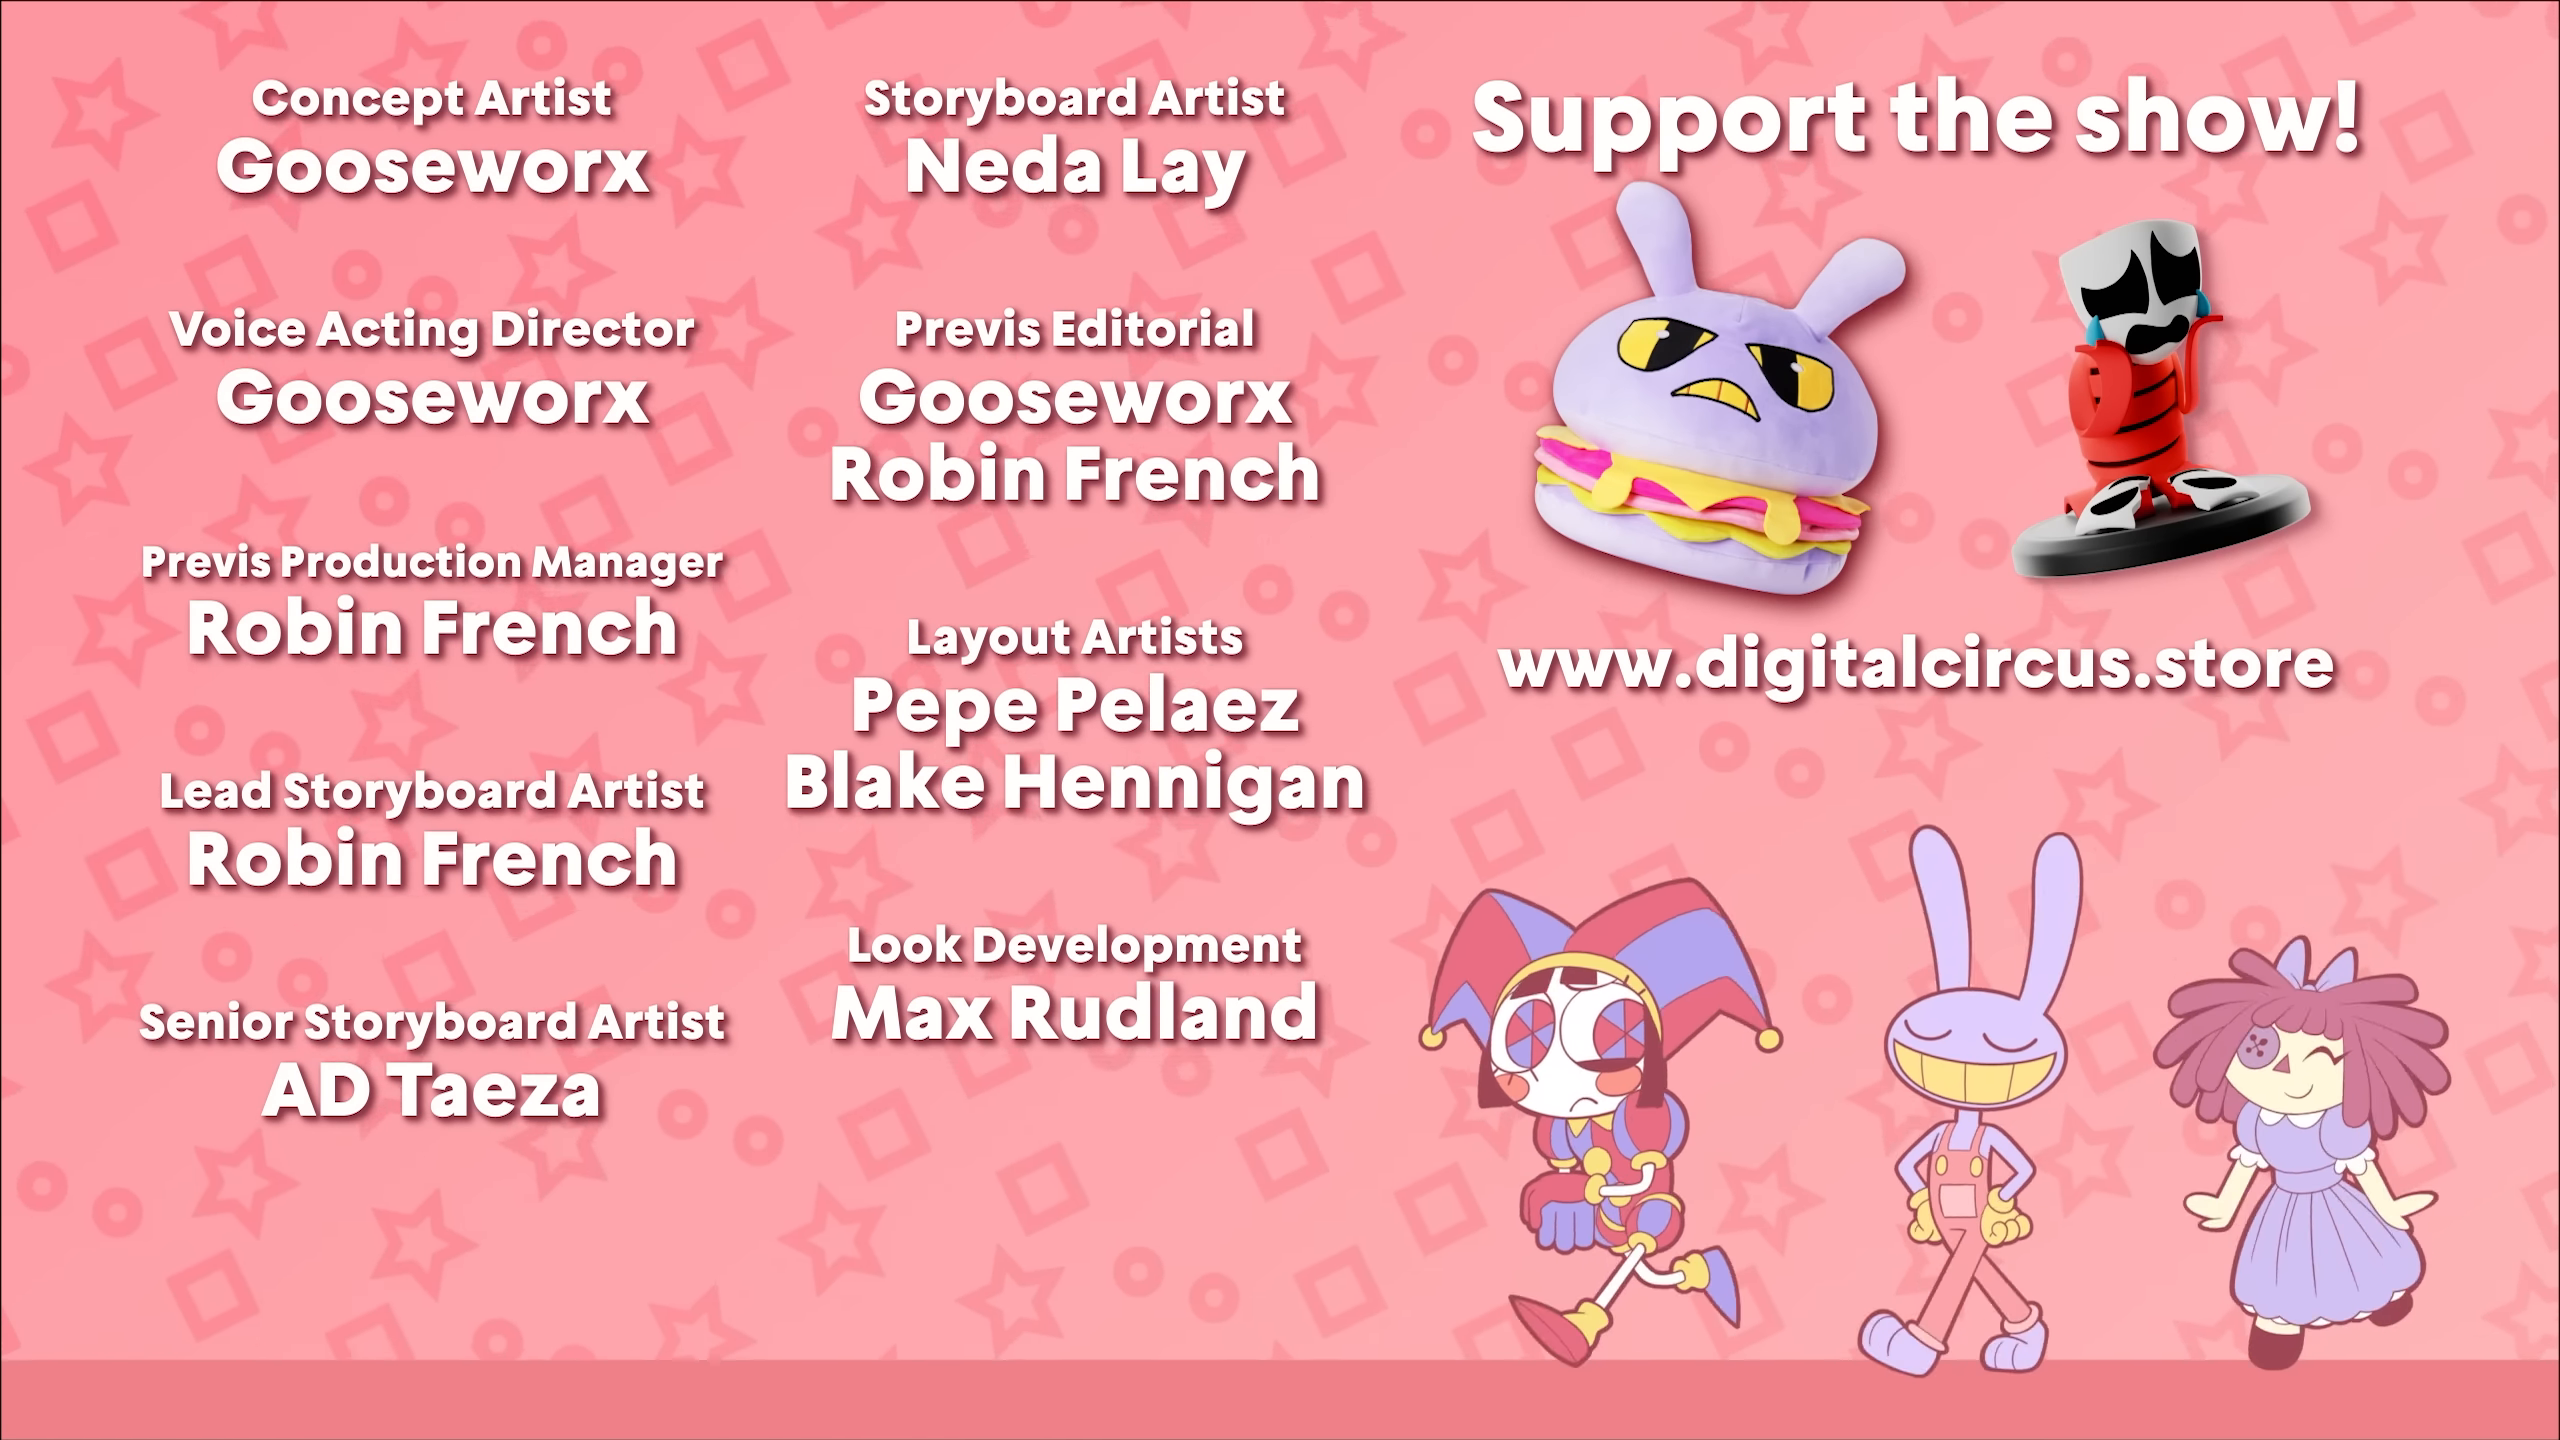 Concept Artist
Gooseworx
Voice Acting Director
Gooseworx
Previs Production Manager
Robin French
Lead Storyboard Artist
Robin French
Senior Storyboard Artist
AD Taeza
Storyboard Artist
Neda Lay
Previs Editorial
Gooseworx
Robin French
Layout Artists
Pepe Pelaez
Blake Hennigan
Look Development
Max Rudland
Support the show!
www.digitalcircus.store